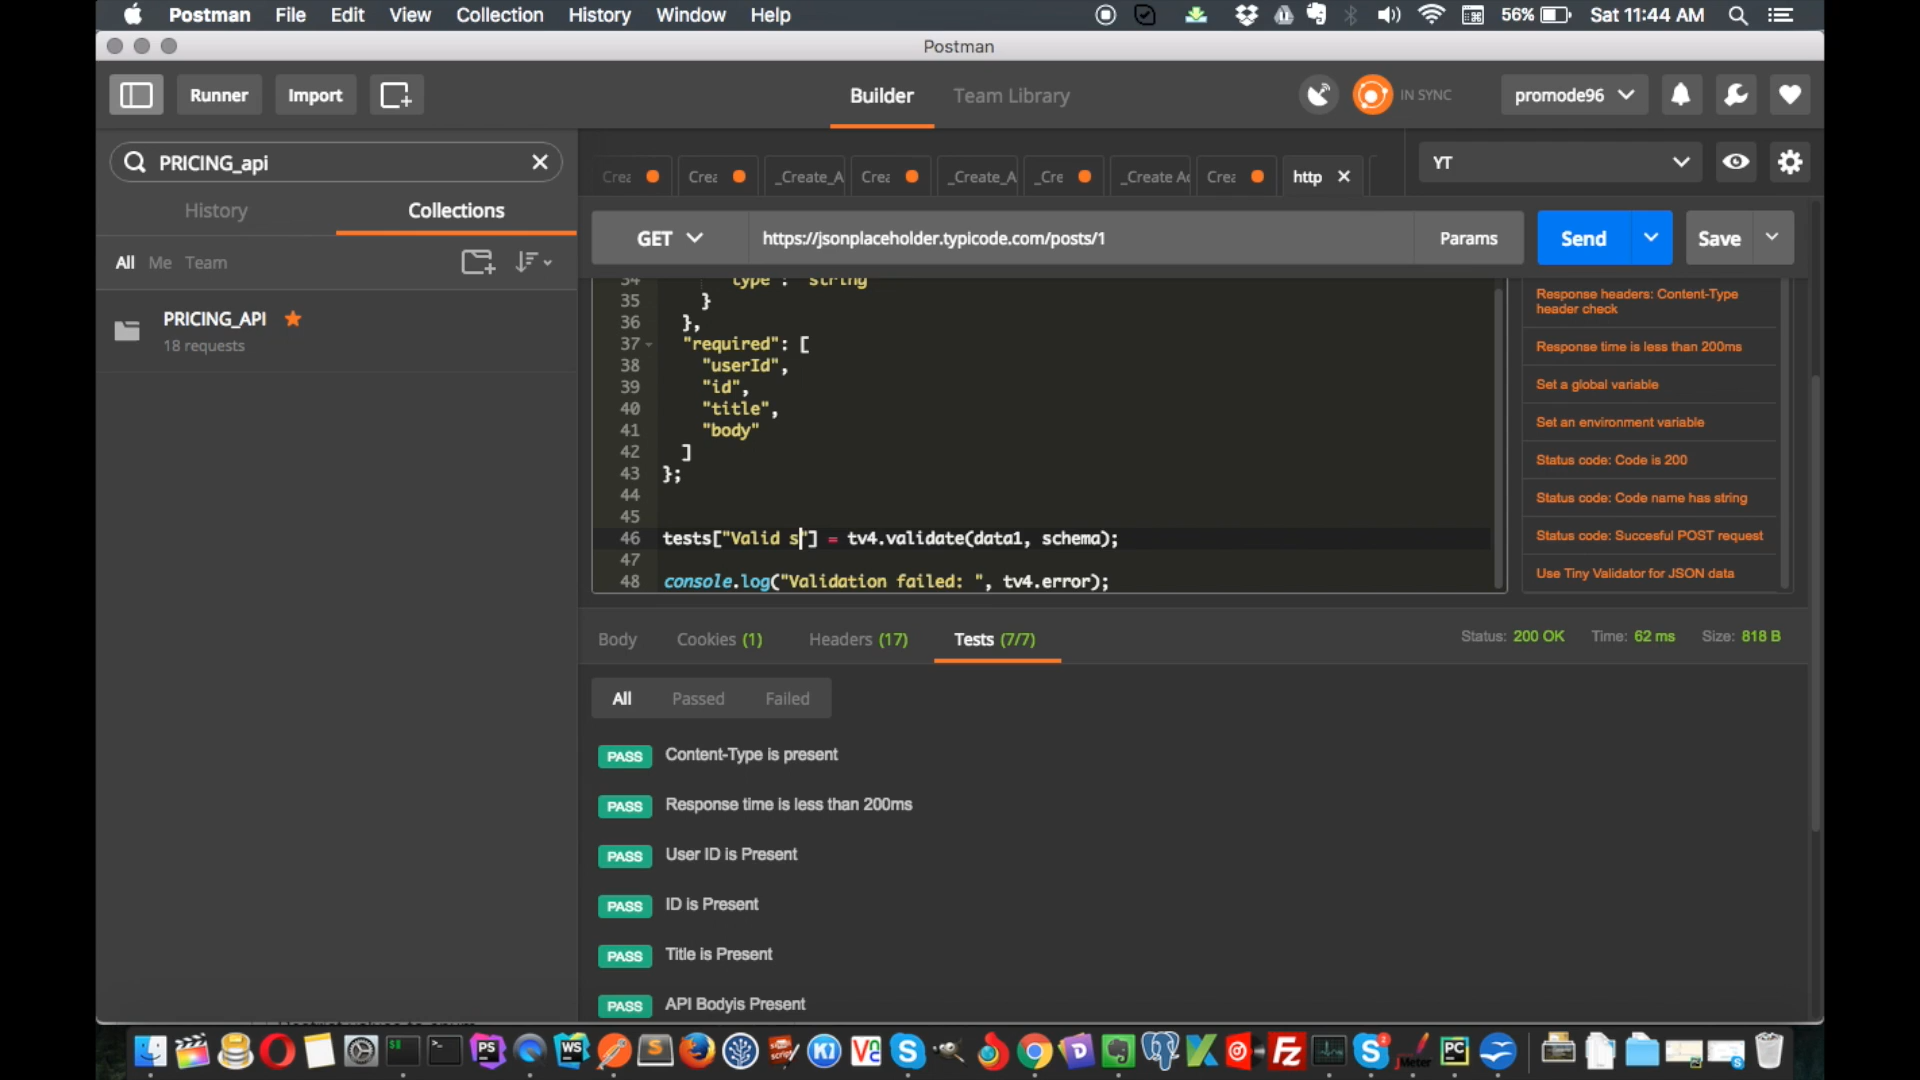 Postman File Edit View Collection History Window Help 56% Sat 11:44 AM
Postman
Runner Import Builder Team Library IN SYNC promode96
PRICING_api
Crea Crea _Create_A Crea _Create_A _Cre _Create Ac Crea http YT
History Collections
GET https://jsonplaceholder.typicode.com/posts/1 Params Send Save
All Me Team
PRICING_API
18 requests
34 "type": "string"
35 }
36 },
37 "required": [
38 "userId",
39 "id",
40 "title",
41 "body"
42 ]
43 };
44
45
46 tests["Valid s"] = tv4.validate(data1, schema);
47
48 console.log("Validation failed: ", tv4.error);
Response headers: Content-Type
header check
Response time is less than 200ms
Set a global variable
Set an environment variable
Status code: Code is 200
Status code: Code name has string
Status code: Succesful POST request
Use Tiny Validator for JSON data
Body Cookies (1) Headers (17) Tests (7/7) Status: 200 OK Time: 62 ms Size: 818 B
All Passed Failed
PASS Content-Type is present
PASS Response time is less than 200ms
PASS User ID is Present
PASS ID is Present
PASS Title is Present
PASS API Bodyis Present